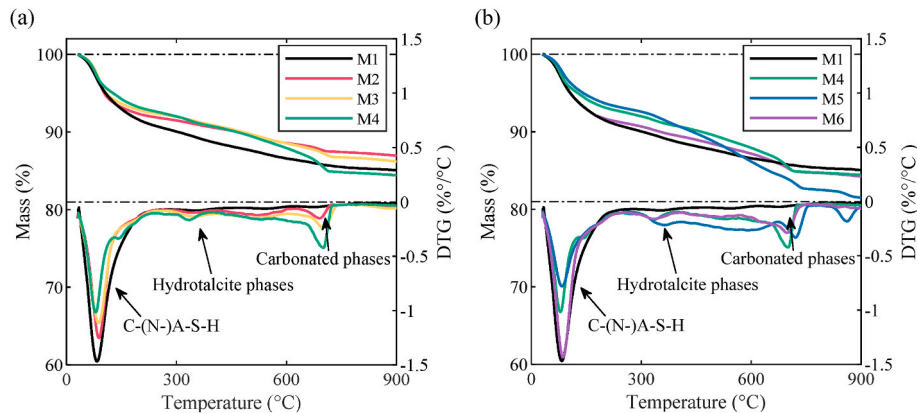 (a)
100
90
80
70
60
Mass (%)
0
300
600
900
Temperature (°C)
1.5
1
0.5
0
-0.5
-1
-1.5
DTG (%°/°C)
M1
M2
M3
M4
Carbonated phases
Hydrotalcite phases
C-(N-)A-S-H
(b)
100
90
80
70
60
Mass (%)
0
300
600
900
Temperature (°C)
1.5
1
0.5
0
-0.5
-1
-1.5
DTG (%°/°C)
M1
M4
M5
M6
Carbonated phases
Hydrotalcite phases
C-(N-)A-S-H